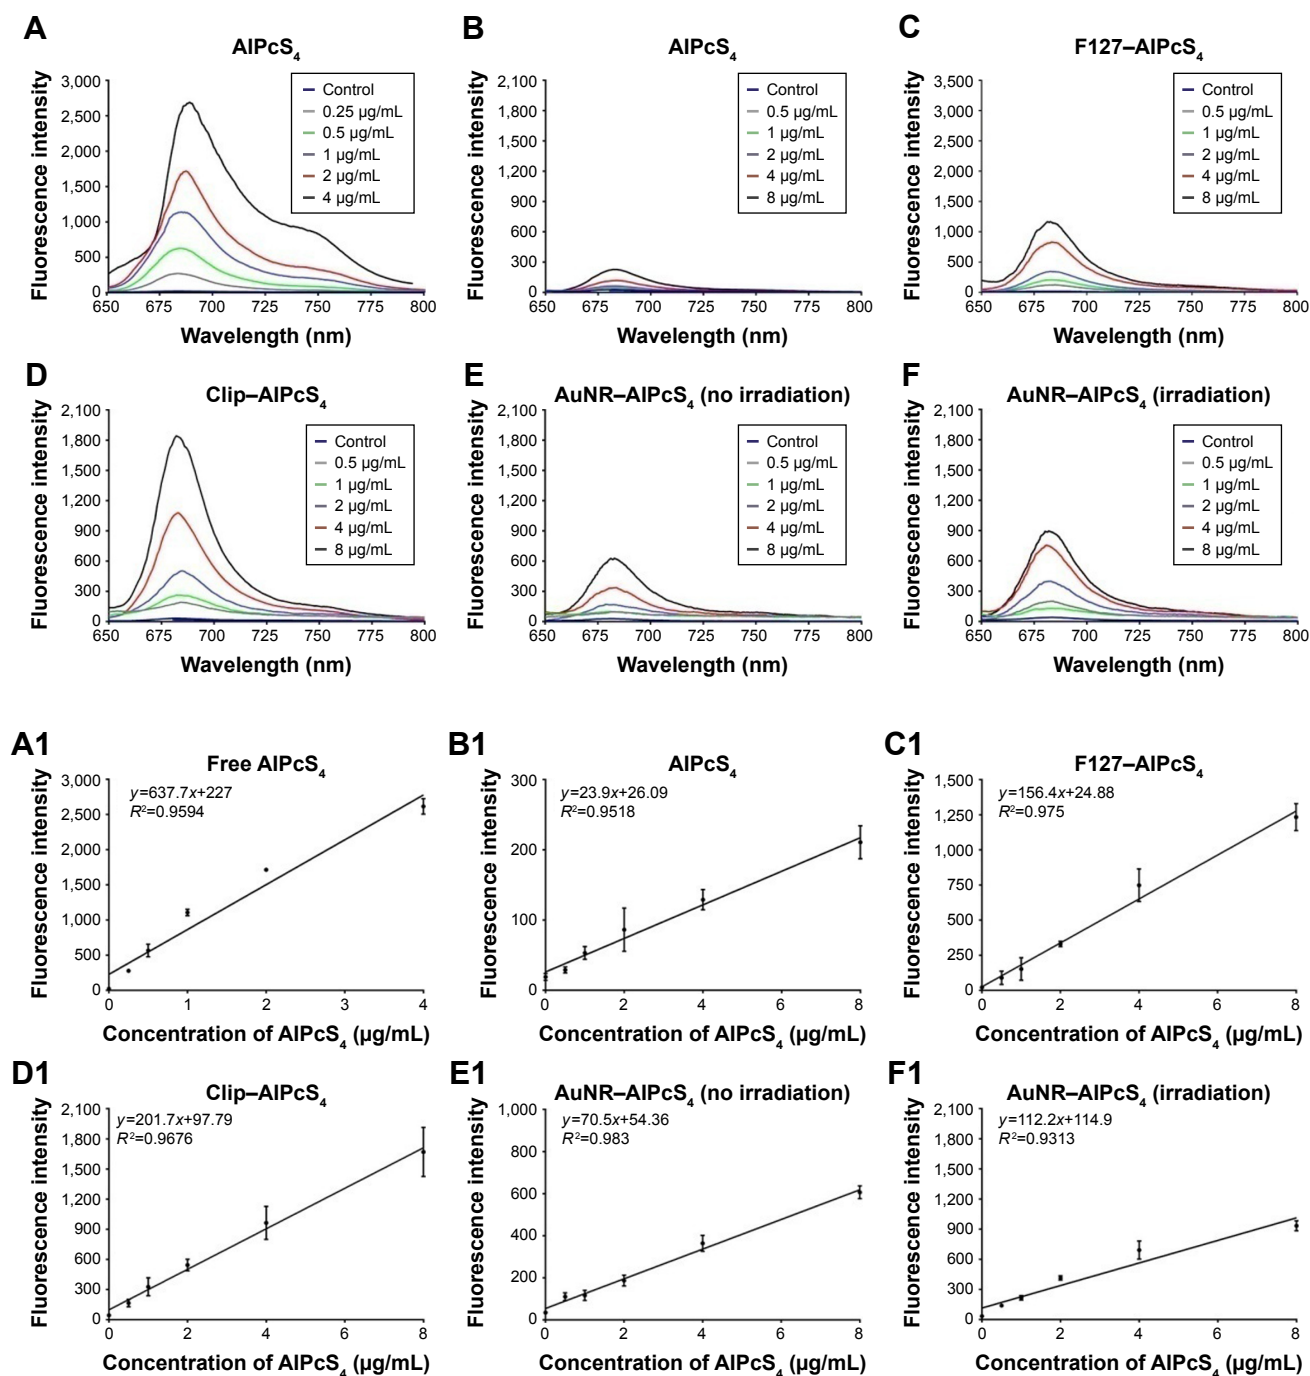 A
AlPcS4
Fluorescence intensity
3,000
2,500
2,000
1,500
1,000
500
0
650 675 700 725 750 775 800
Wavelength (nm)
Control
0.25 µg/mL
0.5 µg/mL
1 µg/mL
2 µg/mL
4 µg/mL
B
AlPcS4
Fluorescence intensity
2,100
1,800
1,500
1,200
900
600
300
0
650 675 700 725 750 775 800
Wavelength (nm)
Control
0.5 µg/mL
1 µg/mL
2 µg/mL
4 µg/mL
8 µg/mL
C
F127–AlPcS4
Fluorescence intensity
3,500
3,000
2,500
2,000
1,500
1,000
500
0
650 675 700 725 750 775 800
Wavelength (nm)
Control
0.5 µg/mL
1 µg/mL
2 µg/mL
4 µg/mL
8 µg/mL
D
Clip–AlPcS4
Fluorescence intensity
2,100
1,800
1,500
1,200
900
600
300
0
650 675 700 725 750 775 800
Wavelength (nm)
Control
0.5 µg/mL
1 µg/mL
2 µg/mL
4 µg/mL
8 µg/mL
E
AuNR–AlPcS4 (no irradiation)
Fluorescence intensity
2,100
1,800
1,500
1,200
900
600
300
0
650 675 700 725 750 775 800
Wavelength (nm)
Control
0.5 µg/mL
1 µg/mL
2 µg/mL
4 µg/mL
8 µg/mL
F
AuNR–AlPcS4 (irradiation)
Fluorescence intensity
2,100
1,800
1,500
1,200
900
600
300
0
650 675 700 725 750 775 800
Wavelength (nm)
Control
0.5 µg/mL
1 µg/mL
2 µg/mL
4 µg/mL
8 µg/mL
A1
Free AlPcS4
y=637.7x+227
R²=0.9594
Fluorescence intensity
3,000
2,500
2,000
1,500
1,000
500
0
0 1 2 3 4
Concentration of AlPcS4 (µg/mL)
B1
AlPcS4
y=23.9x+26.09
R²=0.9518
Fluorescence intensity
300
200
100
0
0 2 4 6 8
Concentration of AlPcS4 (µg/mL)
C1
F127–AlPcS4
y=156.4x+24.88
R²=0.975
Fluorescence intensity
1,500
1,250
1,000
750
500
250
0
0 2 4 6 8
Concentration of AlPcS4 (µg/mL)
D1
Clip–AlPcS4
y=201.7x+97.79
R²=0.9676
Fluorescence intensity
2,100
1,800
1,500
1,200
900
600
300
0
0 2 4 6 8
Concentration of AlPcS4 (µg/mL)
E1
AuNR–AlPcS4 (no irradiation)
y=70.5x+54.36
R²=0.983
Fluorescence intensity
1,000
800
600
400
200
0
0 2 4 6 8
Concentration of AlPcS4 (µg/mL)
F1
AuNR–AlPcS4 (irradiation)
y=112.2x+114.9
R²=0.9313
Fluorescence intensity
2,100
1,800
1,500
1,200
900
600
300
0
0 2 4 6 8
Concentration of AlPcS4 (µg/mL)